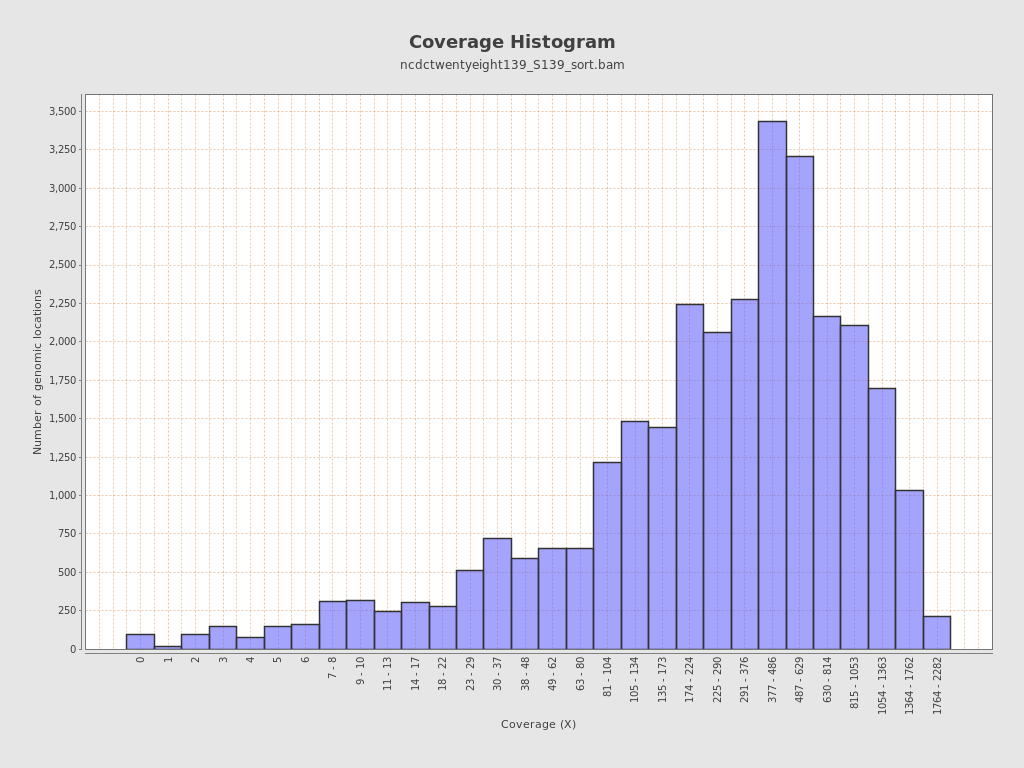 Coverage Histogram
ncdctwentyeight139_S139_sort.bam
Number of genomic locations
3,500
3,250
3,000
2,750
2,500
2,250
2,000
1,750
1,500
1,250
1,000
750
500
250
0
0
1
2
3
4
5
6
7 - 8
9 - 10
11 - 13
14 - 17
18 - 22
23 - 29
30 - 37
38 - 48
49 - 62
63 - 80
81 - 104
105 - 134
135 - 173
174 - 224
225 - 290
291 - 376
377 - 486
487 - 629
630 - 814
815 - 1053
1054 - 1363
1364 - 1762
1764 - 2282
Coverage (X)